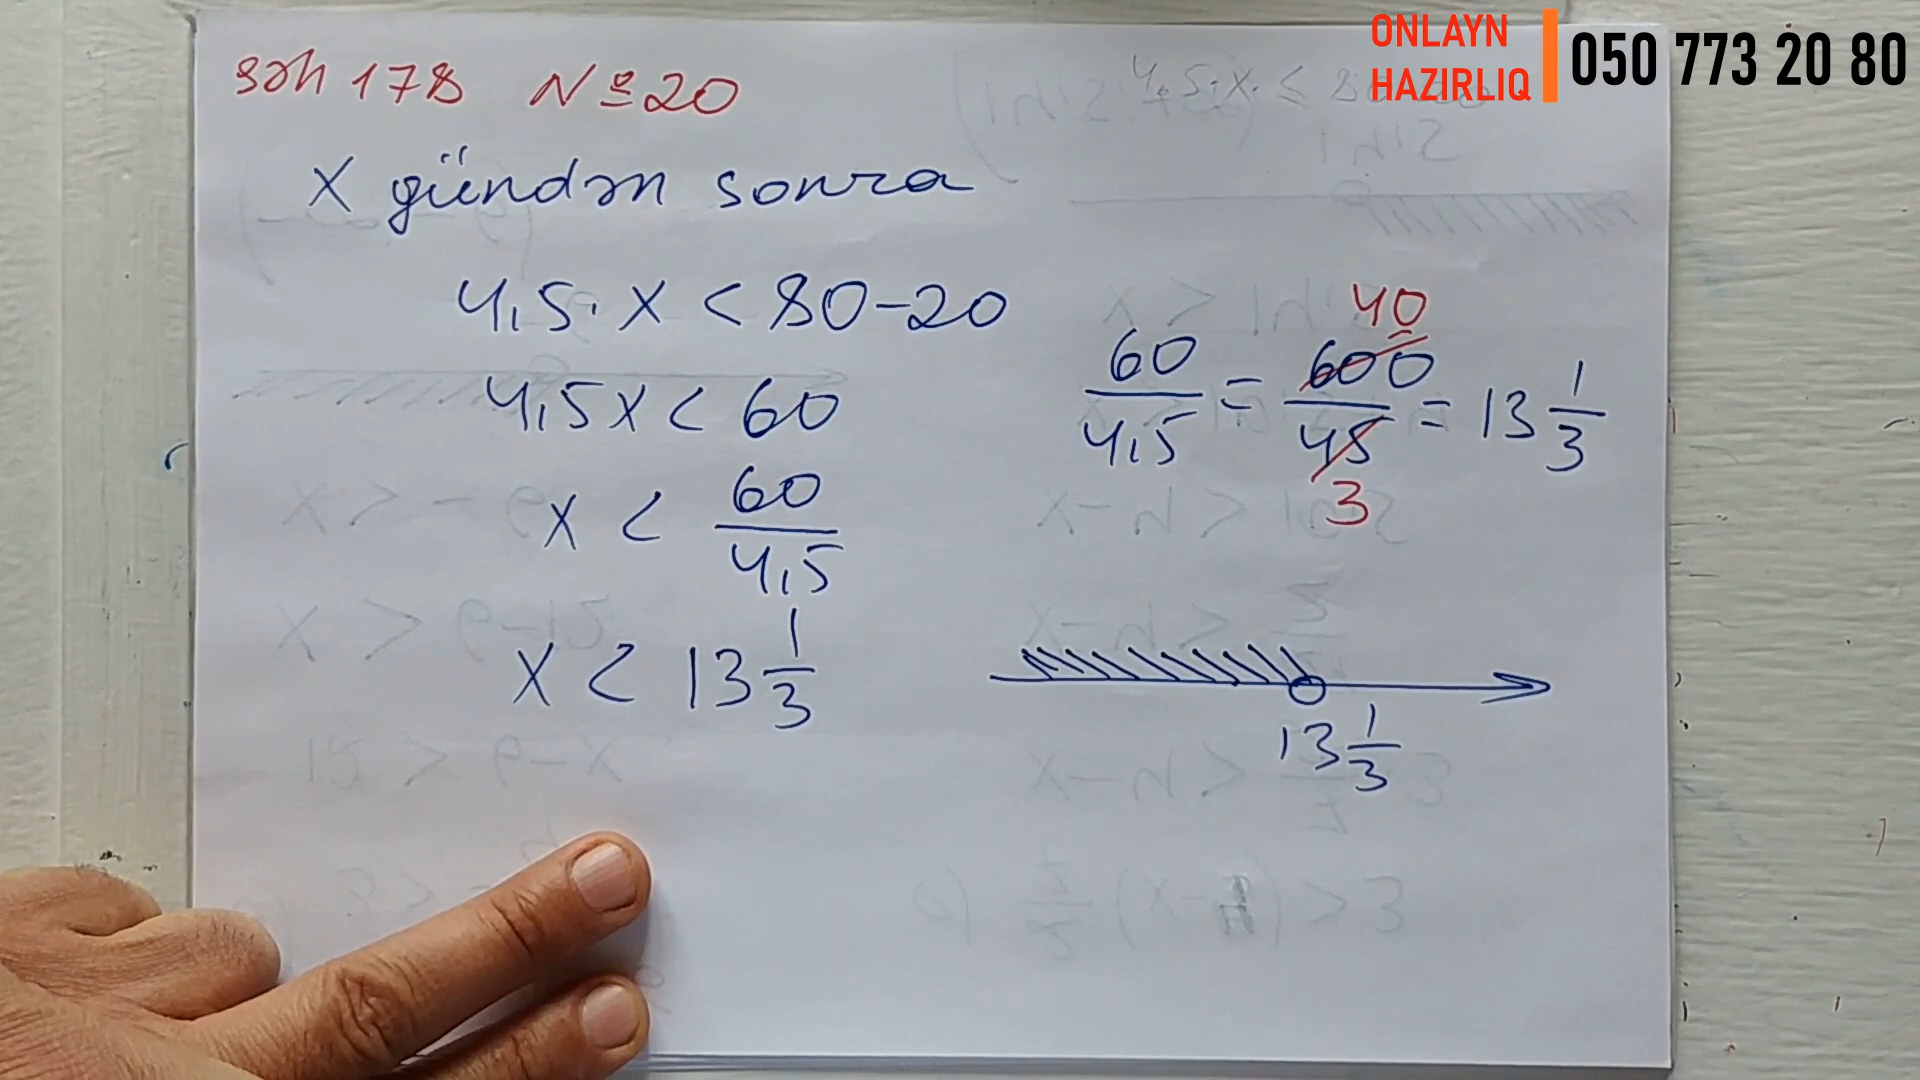 ONLAYN
HAZIRLIQ
050 773 20 80
səh 178 №20
X gündən sonra
4,5·x < 80-20
4,5x < 60
x < 60/4,5
x < 13 1/3
60/4,5 = 600/45 = 13 1/3
40
3
13 1/3